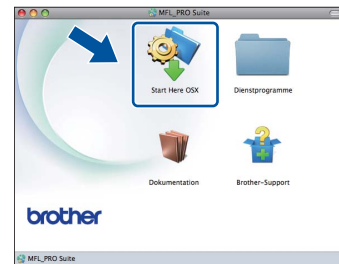 MFL_PRO Suite
Start Here OSX
Dienstprogramme
Dokumentation
Brother-Support
brother
MFL_PRO Suite